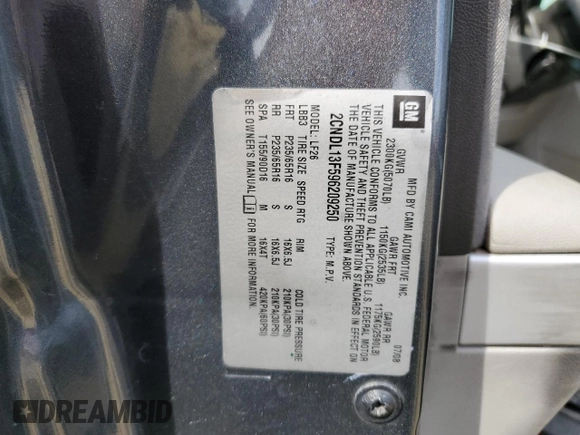 GM
MFD BY CAMI AUTOMOTIVE INC. 07/08
GVWR GAWR FRT GAWR RR
2300KG(5070LB) 1150KG(2535LB) 1175KG(2590LB)
THIS VEHICLE CONFORMS TO ALL APPLICABLE U.S. FEDERAL MOTOR
VEHICLE SAFETY AND THEFT PREVENTION STANDARDS IN EFFECT ON
THE DATE OF MANUFACTURE SHOWN ABOVE.
2CNDL13F596209250 TYPE: M.P.V.
MODEL: LF26
LBB3 TIRE SIZE SPEED RTG RIM COLD TIRE PRESSURE
FRT P235/65R16 S 16X6.5J 210KPA(30PSI)
RR P235/65R16 S 16X6.5J 210KPA(30PSI)
SPA T155/90D16 M 16X4T 420KPA(60PSI)
SEE OWNER'S MANUAL FOR MORE INFORMATION.
DREAMBID